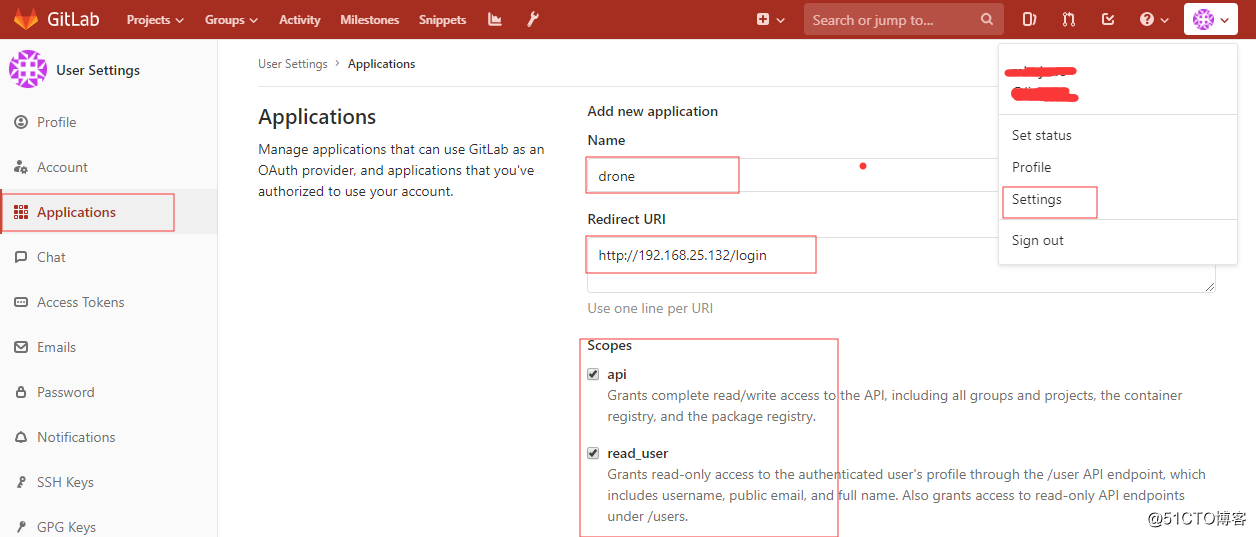 GitLab Projects Groups Activity Milestones Snippets Search or jump to...
User Settings
Profile
Account
Applications
Chat
Access Tokens
Emails
Password
Notifications
SSH Keys
GPG Keys
User Settings > Applications
Applications
Manage applications that can use GitLab as an
OAuth provider, and applications that you've
authorized to use your account.
Add new application
Name
drone
Redirect URI
http://192.168.25.132/login
Use one line per URI
Scopes
api
Grants complete read/write access to the API, including all groups and projects, the container
registry, and the package registry.
read_user
Grants read-only access to the authenticated user's profile through the /user API endpoint, which
includes username, public email, and full name. Also grants access to read-only API endpoints
under /users.
Set status
Profile
Settings
Sign out
@51CTO博客